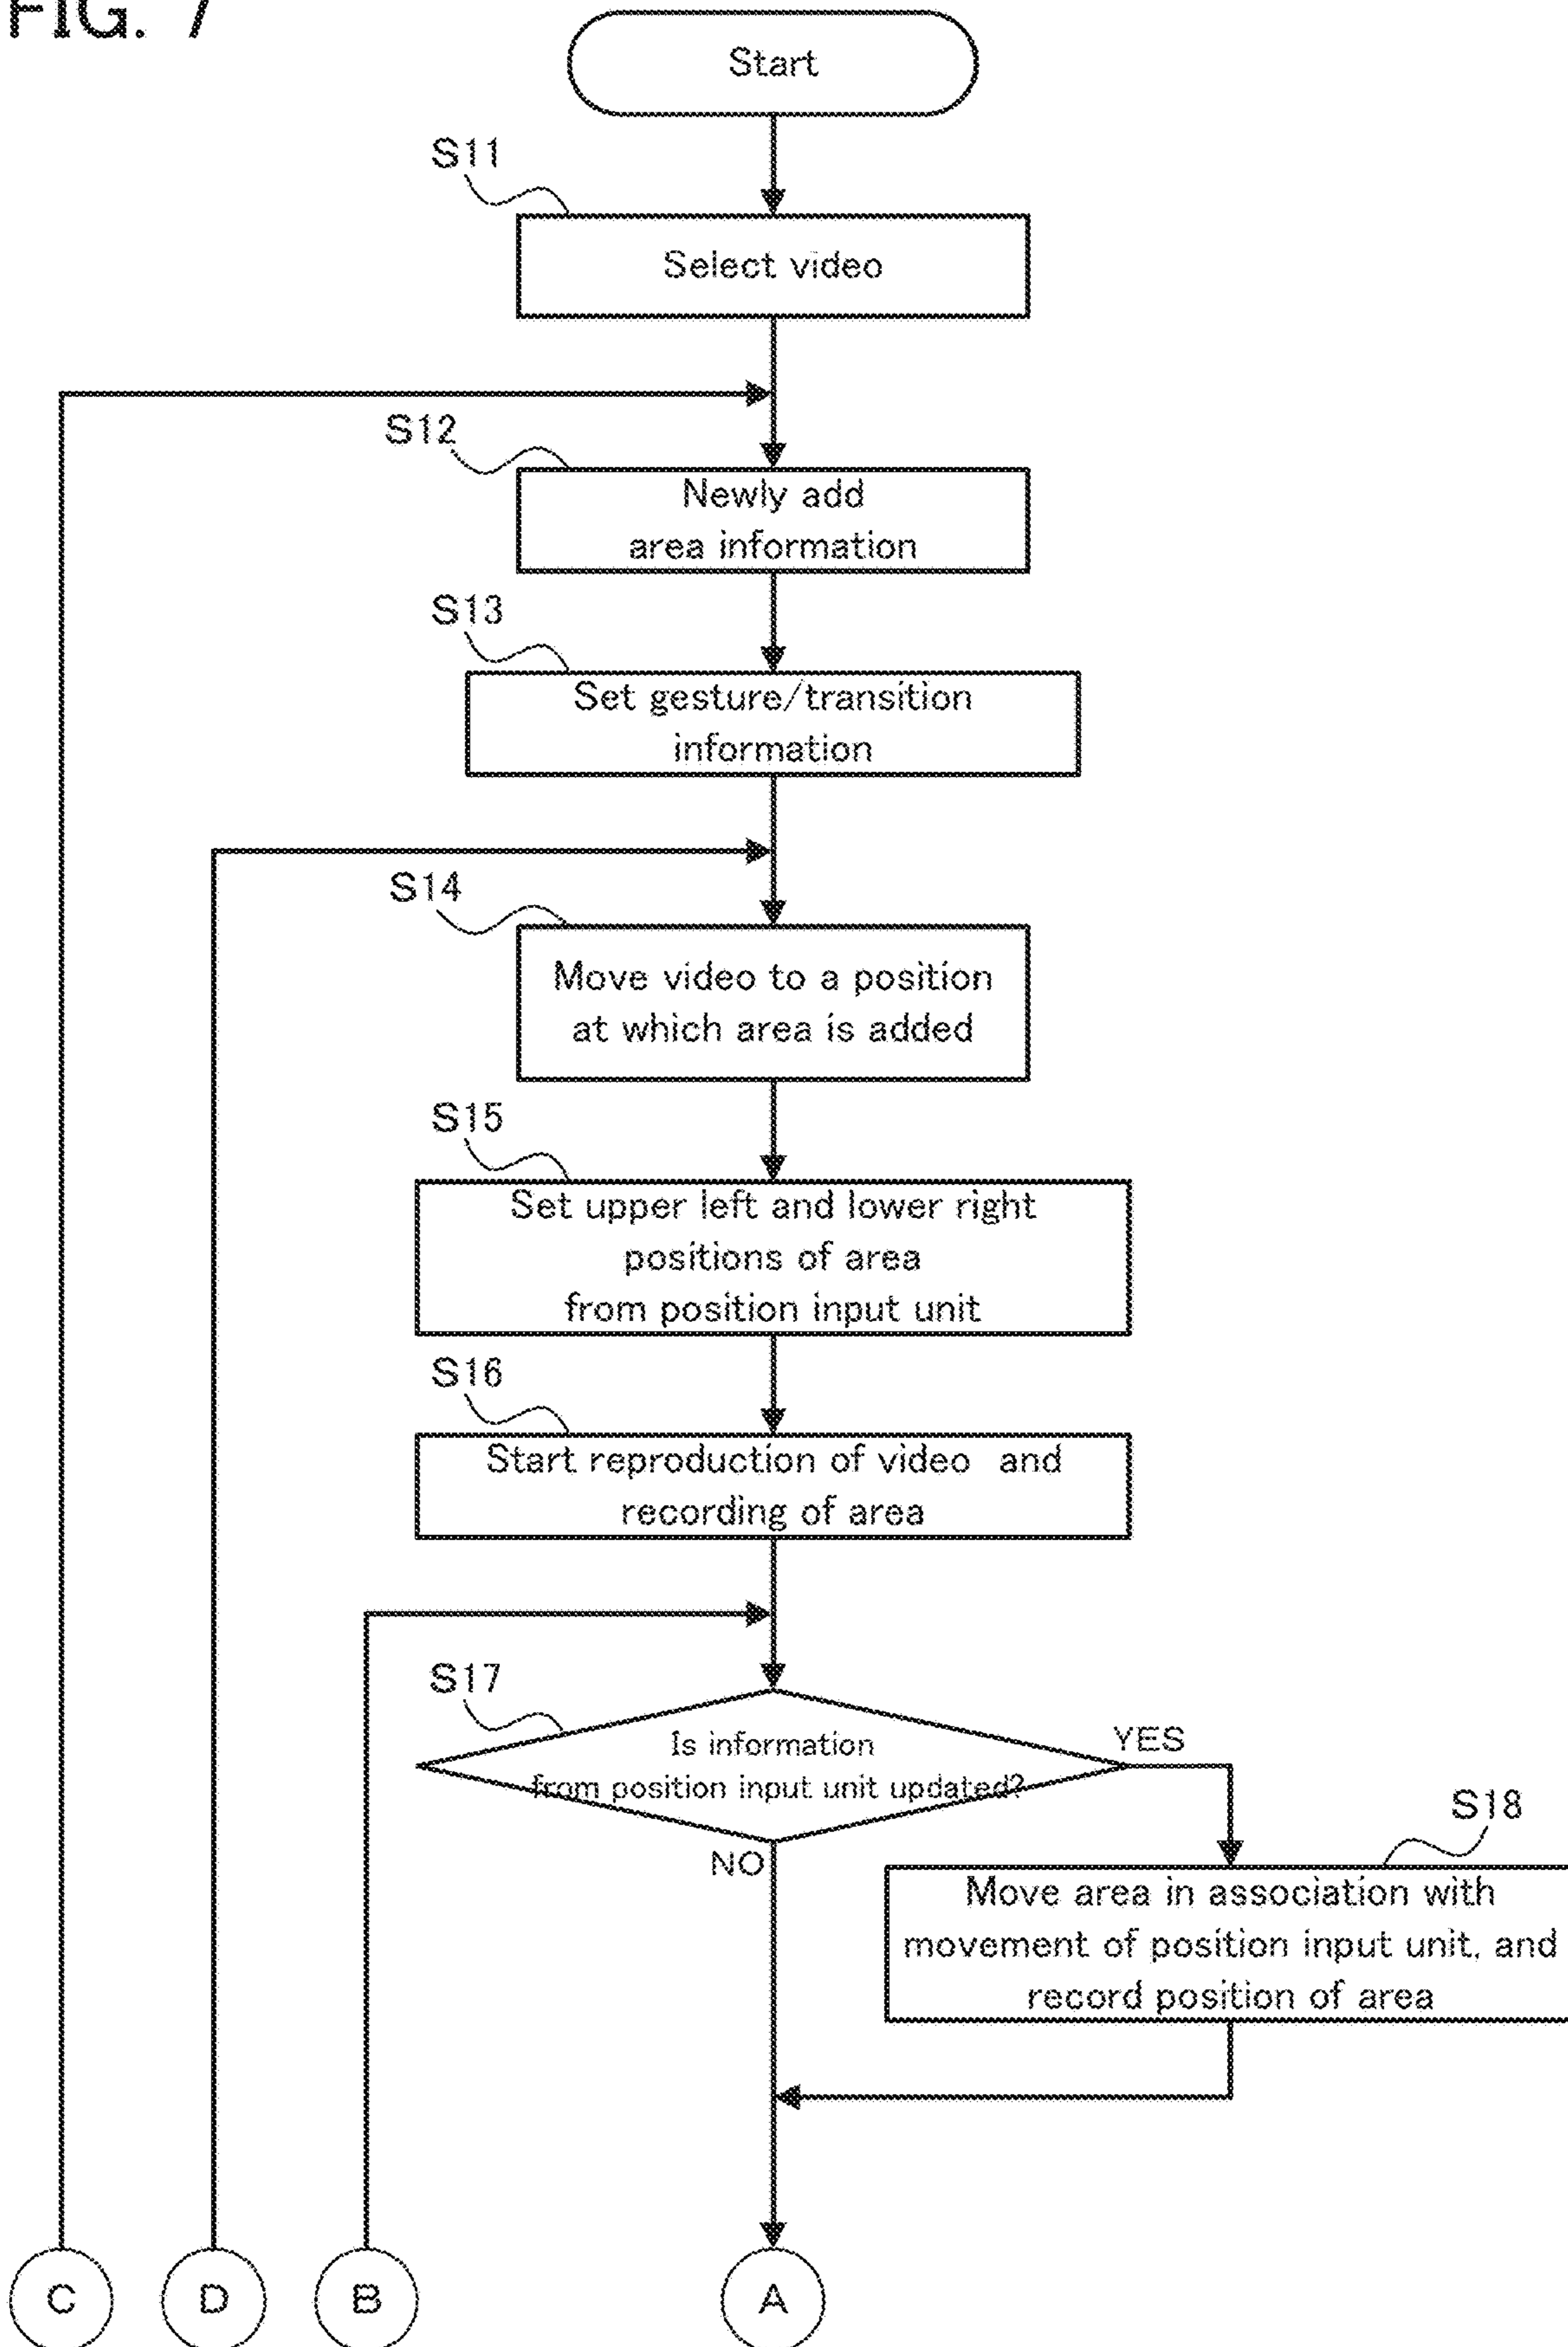 FIG. 7
Start
S11
Select video
S12
Newly add
area information
S13
Set gesture/transition
information
S14
Move video to a position
at which area is added
S15
Set upper left and lower right
positions of area
from position input unit
S16
Start reproduction of video and
recording of area
S17
Is information
from position input unit updated?
YES
NO
S18
Move area in association with
movement of position input unit, and
record position of area
C
D
B
A